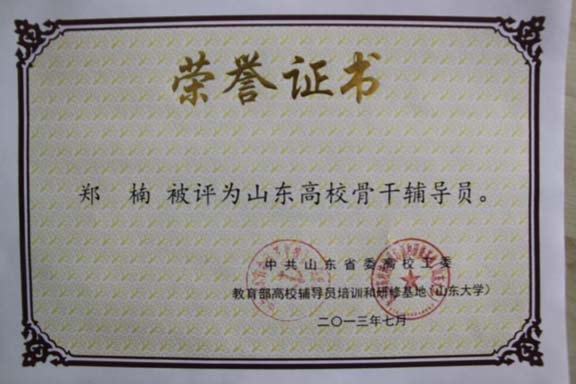 荣誉证书
郑 楠 被评为山东高校骨干辅导员。
中共山东省委高校工委
教育部高校辅导员培训和研修基地(山东大学)
二〇一三年七月